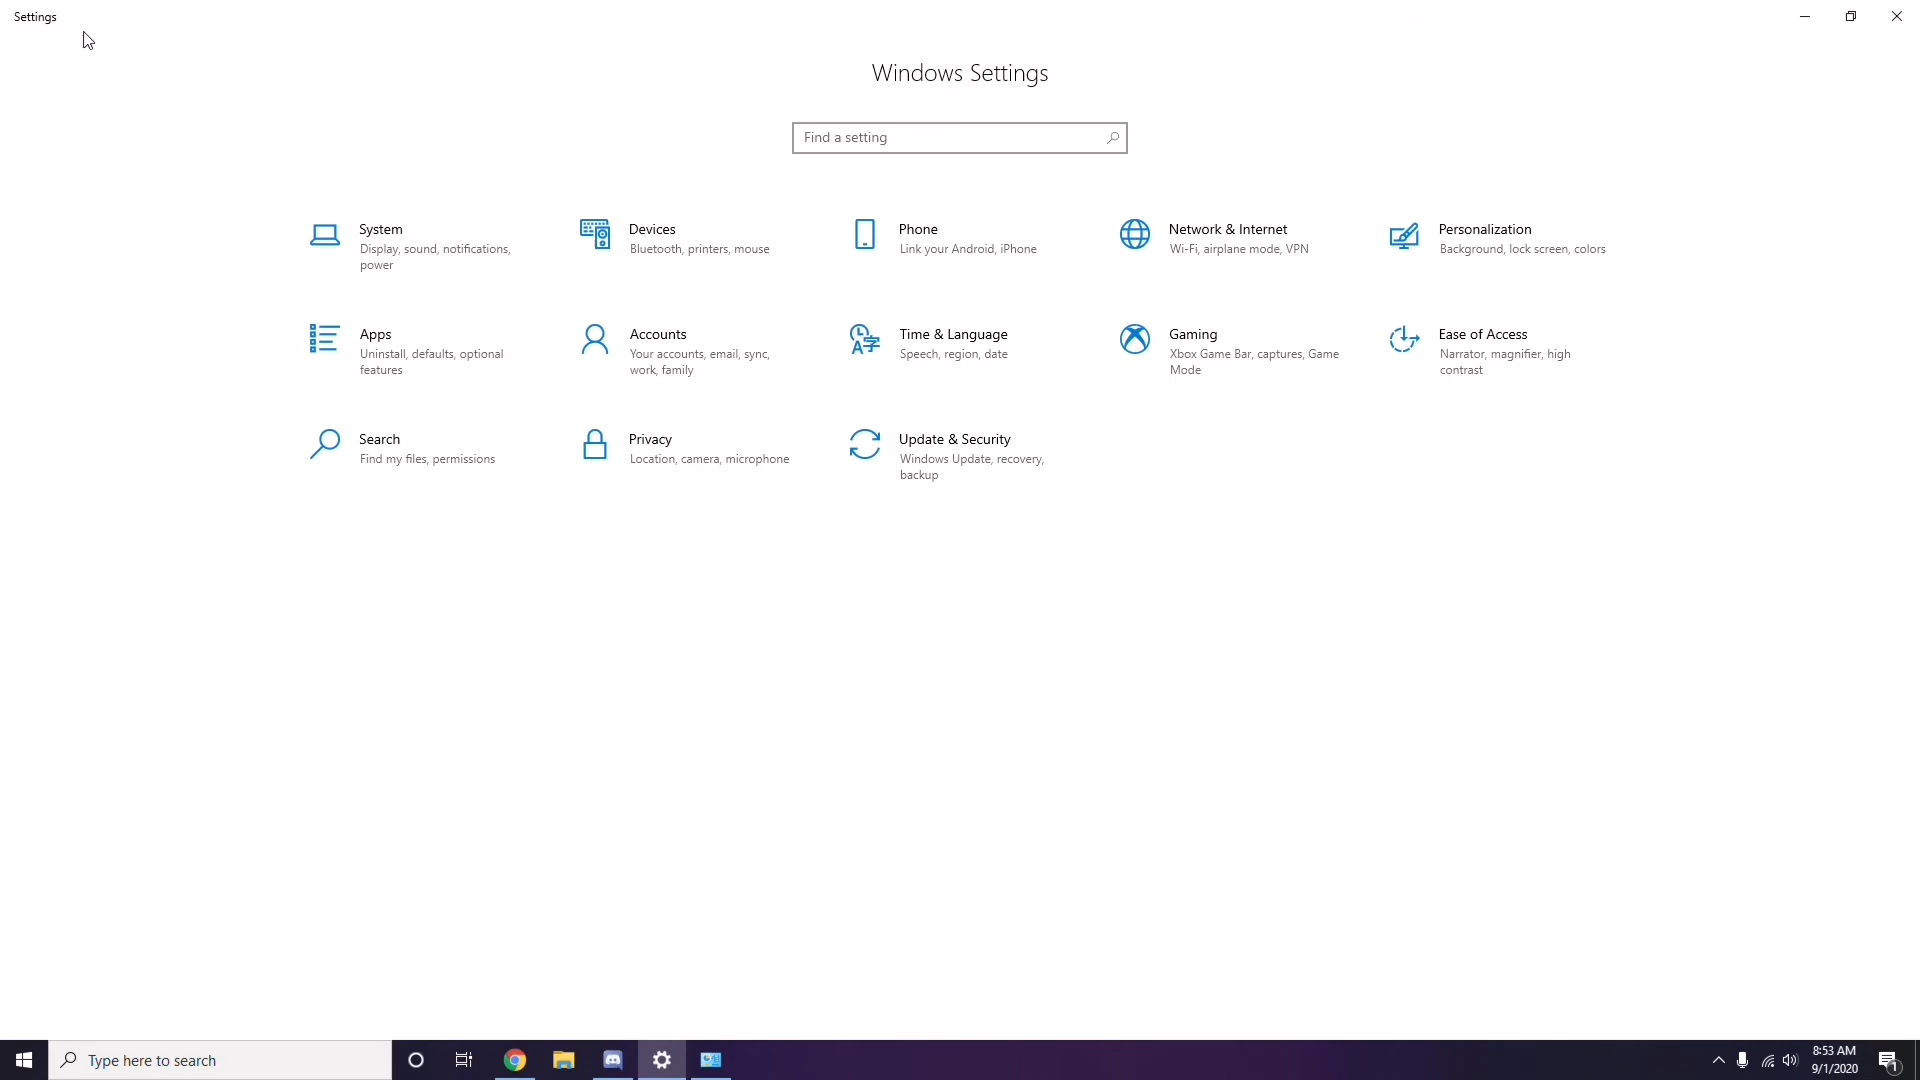 Settings
Windows Settings
Find a setting
System
Display, sound, notifications,
power
Devices
Bluetooth, printers, mouse
Phone
Link your Android, iPhone
Network & Internet
Wi-Fi, airplane mode, VPN
Personalization
Background, lock screen, colors
Apps
Uninstall, defaults, optional
features
Accounts
Your accounts, email, sync,
work, family
Time & Language
Speech, region, date
Gaming
Xbox Game Bar, captures, Game
Mode
Ease of Access
Narrator, magnifier, high
contrast
Search
Find my files, permissions
Privacy
Location, camera, microphone
Update & Security
Windows Update, recovery,
backup
Type here to search
8:53 AM
9/1/2020
1